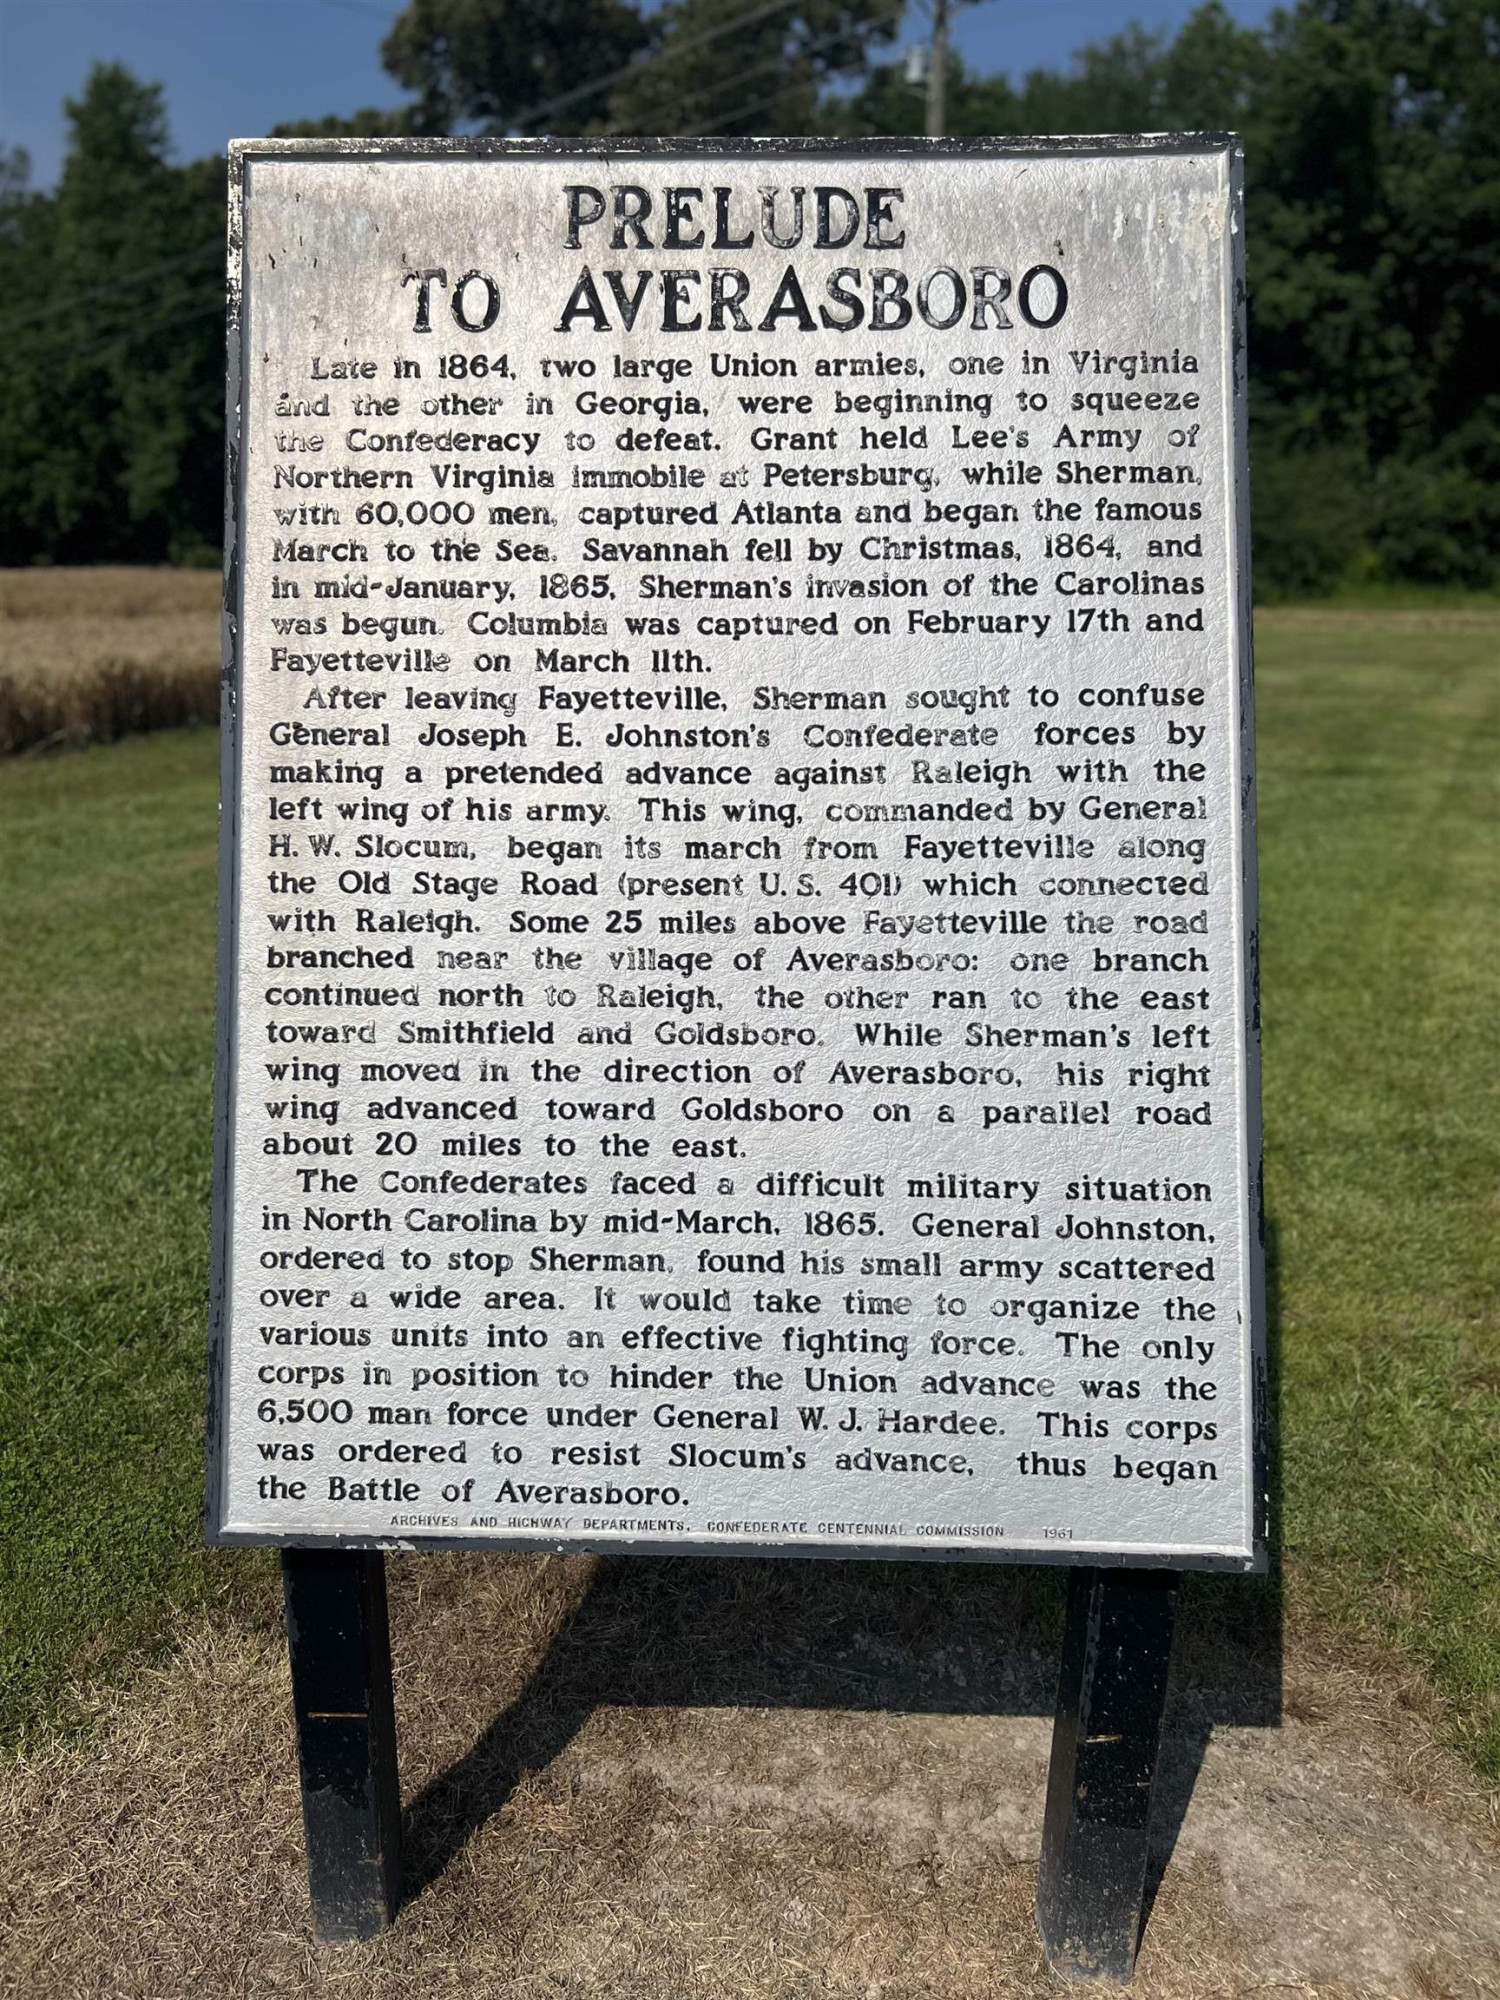 PRELUDE
TO AVERASBORO
Late in 1864, two large Union armies, one in Virginia
and the other in Georgia, were beginning to squeeze
the Confederacy to defeat. Grant held Lee's Army of
Northern Virginia immobile at Petersburg, while Sherman,
with 60,000 men, captured Atlanta and began the famous
March to the Sea. Savannah fell by Christmas, 1864, and
in mid-January, 1865, Sherman's invasion of the Carolinas
was begun. Columbia was captured on February 17th and
Fayetteville on March 11th.
After leaving Fayetteville, Sherman sought to confuse
General Joseph E. Johnston's Confederate forces by
making a pretended advance against Raleigh with the
left wing of his army. This wing, commanded by General
H. W. Slocum, began its march from Fayetteville along
the Old Stage Road (present U. S. 401) which connected
with Raleigh. Some 25 miles above Fayetteville the road
branched near the village of Averasboro: one branch
continued north to Raleigh, the other ran to the east
toward Smithfield and Goldsboro. While Sherman's left
wing moved in the direction of Averasboro, his right
wing advanced toward Goldsboro on a parallel road
about 20 miles to the east.
The Confederates faced a difficult military situation
in North Carolina by mid-March, 1865. General Johnston,
ordered to stop Sherman, found his small army scattered
over a wide area. It would take time to organize the
various units into an effective fighting force. The only
corps in position to hinder the Union advance was the
6,500 man force under General W. J. Hardee. This corps
was ordered to resist Slocum's advance, thus began
the Battle of Averasboro.
ARCHIVES AND HIGHWAY DEPARTMENTS, CONFEDERATE CENTENNIAL COMMISSION 1961